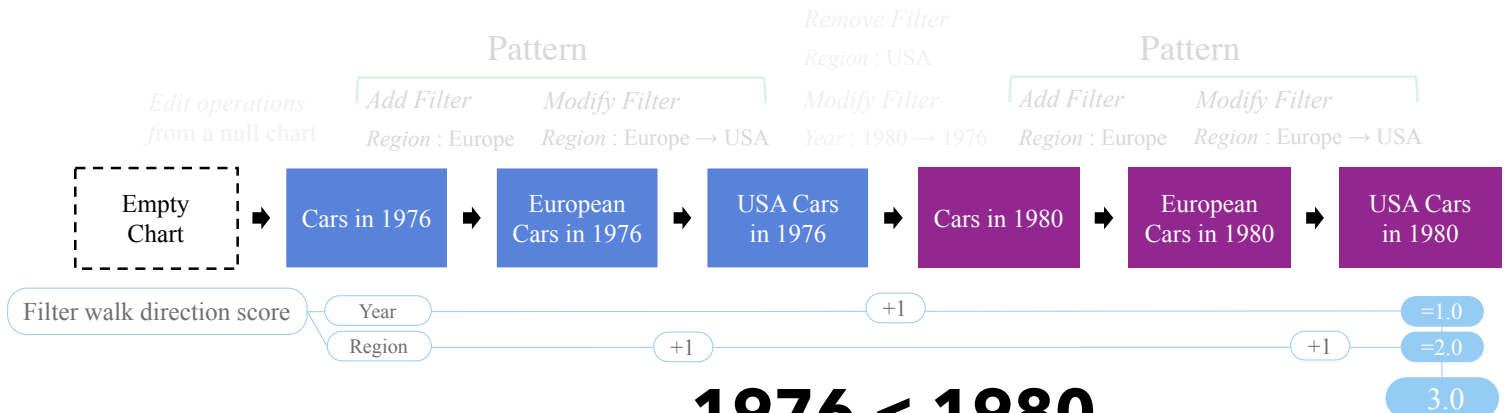 Remove Filter
Pattern
Region : USA
Pattern
Edit operations
from a null chart
Add Filter
Region : Europe
Modify Filter
Region : Europe → USA
Modify Filter
Year : 1980 → 1976
Add Filter
Region : Europe
Modify Filter
Region : Europe → USA
Empty
Chart
Cars in 1976
European
Cars in 1976
USA Cars
in 1976
Cars in 1980
European
Cars in 1980
USA Cars
in 1980
Filter walk direction score
Year
+1
=1.0
Region
+1
+1
=2.0
3.0
1976 < 1980